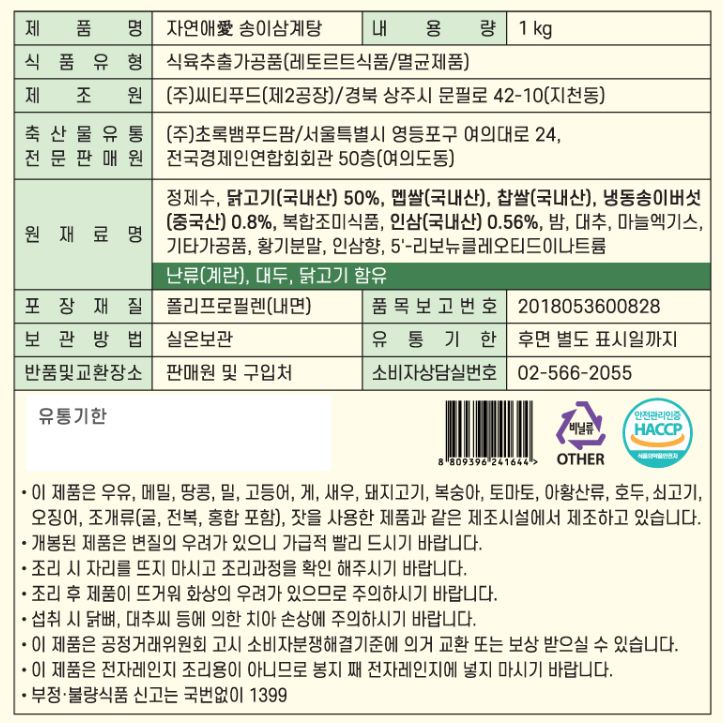 제품명 자연애愛 송이삼계탕 내용량 1 kg
식품유형 식육추출가공품(레토르트식품/멸균제품)
제조원 (주)씨티푸드(제2공장)/경북 상주시 문필로 42-10(지천동)
축산물유통 (주)초록뱀푸드팜/서울특별시 영등포구 여의대로 24,
전문판매원 전국경제인연합회회관 50층(여의도동)
정제수, 닭고기(국내산) 50%, 멥쌀(국내산), 찹쌀(국내산), 냉동송이버섯
(중국산) 0.8%, 복합조미식품, 인삼(국내산) 0.56%, 밤, 대추, 마늘엑기스,
원재료명
기타가공품, 황기분말, 인삼향, 5'-리보뉴클레오티드이나트륨
난류(계란), 대두, 닭고기 함유
포장재질 폴리프로필렌(내면) 품목보고번호 2018053600828
보관방법 실온보관 유통기한 후면 별도 표시일까지
반품및교환장소 판매원 및 구입처 소비자상담실번호 02-566-2055
유통기한
8 809396 241644 >
비닐류
OTHER
안전관리인증
HACCP
식품의약품안전처
• 이 제품은 우유, 메밀, 땅콩, 밀, 고등어, 게, 새우, 돼지고기, 복숭아, 토마토, 아황산류, 호두, 쇠고기,
오징어, 조개류(굴, 전복, 홍합 포함), 잣을 사용한 제품과 같은 제조시설에서 제조하고 있습니다.
• 개봉된 제품은 변질의 우려가 있으니 가급적 빨리 드시기 바랍니다.
• 조리 시 자리를 뜨지 마시고 조리과정을 확인 해주시기 바랍니다.
• 조리 후 제품이 뜨거워 화상의 우려가 있으므로 주의하시기 바랍니다.
• 섭취 시 닭뼈, 대추씨 등에 의한 치아 손상에 주의하시기 바랍니다.
• 이 제품은 공정거래위원회 고시 소비자분쟁해결기준에 의거 교환 또는 보상 받으실 수 있습니다.
• 이 제품은 전자레인지 조리용이 아니므로 봉지 째 전자레인지에 넣지 마시기 바랍니다.
• 부정·불량식품 신고는 국번없이 1399